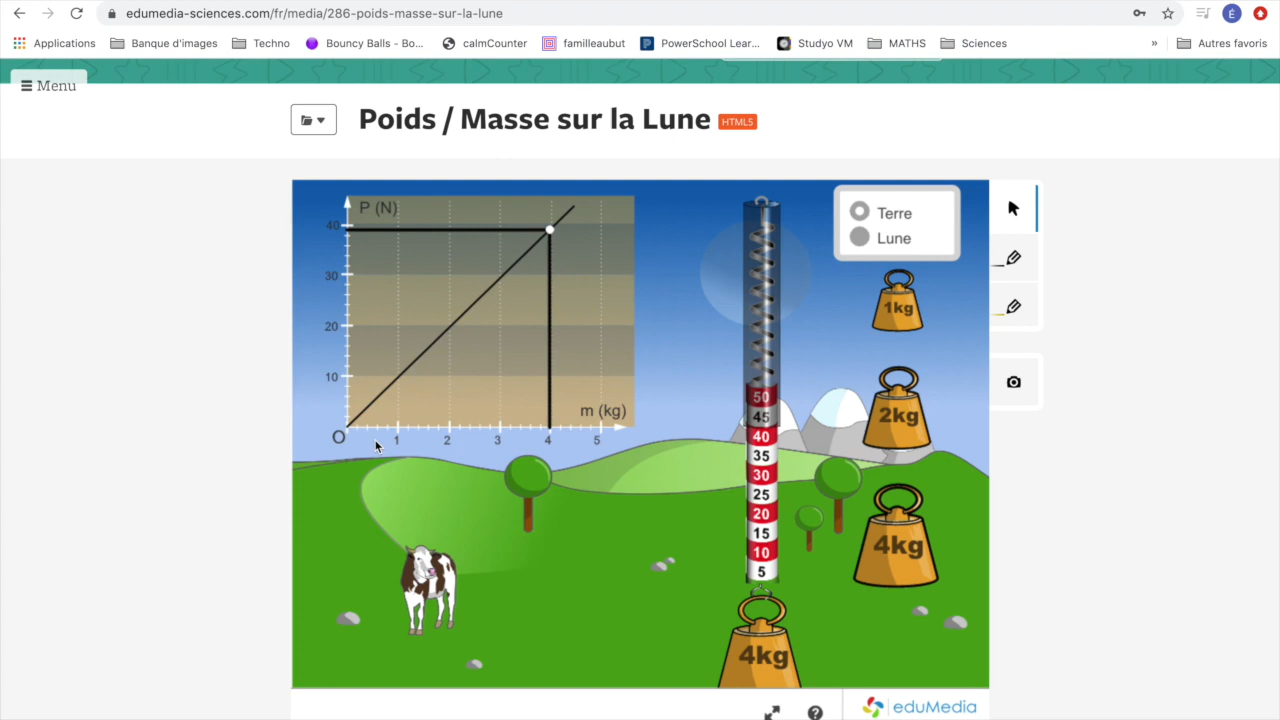 edumedia-sciences.com/fr/media/286-poids-masse-sur-la-lune
É
Applications Banque d'images Techno Bouncy Balls - Bo... calmCounter familleaubut PowerSchool Lear... Studyo VM MATHS Sciences » Autres favoris
Menu
Poids / Masse sur la Lune HTML5
P (N)
40
30
20
10
m (kg)
O 1 2 3 4 5
Terre
Lune
1kg
2kg
4kg
50
45
40
35
30
25
20
15
10
5
4kg
eduMedia